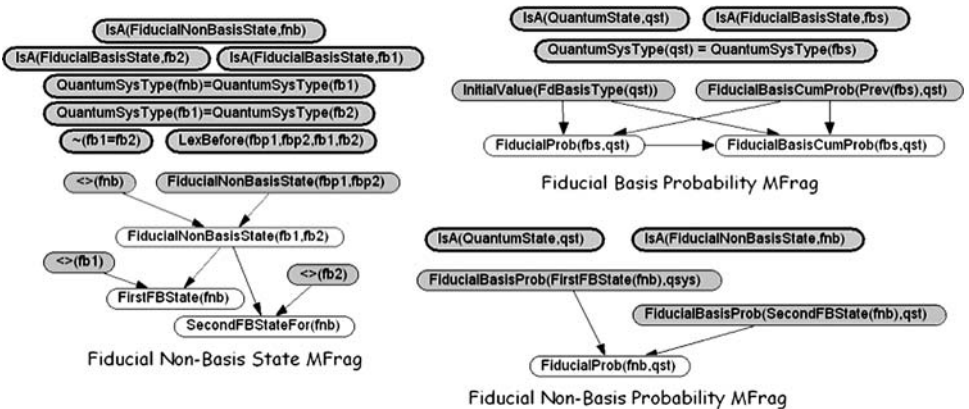 IsA(FiducialNonBasisState,fnb)
IsA(FiducialBasisState,fb2) IsA(FiducialBasisState,fb1)
QuantumSysType(fnb)=QuantumSysType(fb1)
QuantumSysType(fb1)=QuantumSysType(fb2)
~(fb1=fb2) LexBefore(fbp1,fbp2,fb1,fb2)
<>(fnb) FiducialNonBasisState(fbp1,fbp2)
FiducialNonBasisState(fb1,fb2)
<>(fb1) <>(fb2)
FirstFBState(fnb)
SecondFBStateFor(fnb)
Fiducial Non-Basis State MFrag
IsA(QuantumState,qst) IsA(FiducialBasisState,fbs)
QuantumSysType(qst) = QuantumSysType(fbs)
InitialValue(FdBasisType(qst)) FiducialBasisCumProb(Prev(fbs),qst)
FiducialProb(fbs,qst) FiducialBasisCumProb(fbs,qst)
Fiducial Basis Probability MFrag
IsA(QuantumState,qst) IsA(FiducialNonBasisState,fnb)
FiducialBasisProb(FirstFBState(fnb),qsys)
FiducialBasisProb(SecondFBState(fnb),qst)
FiducialProb(fnb,qst)
Fiducial Non-Basis Probability MFrag